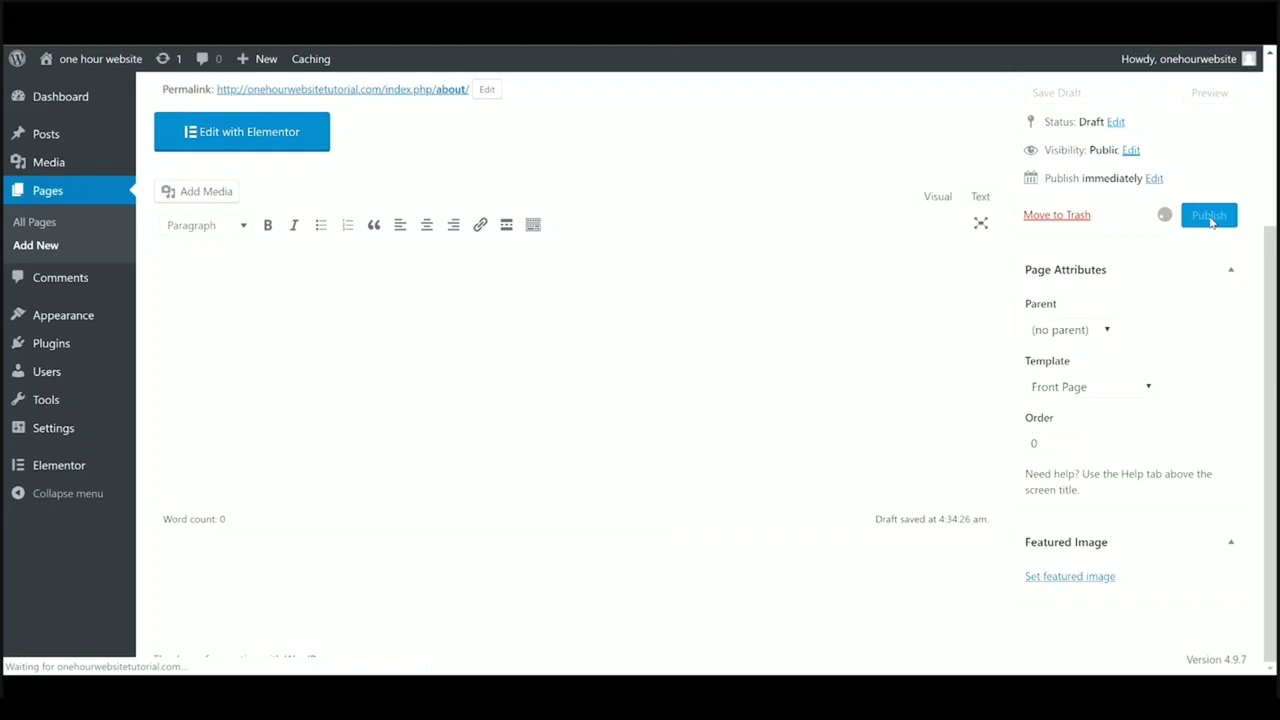 one hour website 1 0 New Caching Howdy, onehourwebsite
Dashboard
Posts
Media
Pages
All Pages
Add New
Comments
Appearance
Plugins
Users
Tools
Settings
Elementor
Collapse menu
Permalink: http://onehourwebsitetutorial.com/index.php/about/ Edit
Edit with Elementor
Add Media Visual Text
Paragraph B I
Word count: 0 Draft saved at 4:34:26 am.
Save Draft Preview
Status: Draft Edit
Visibility: Public Edit
Publish immediately Edit
Move to Trash Publish
Page Attributes
Parent
(no parent)
Template
Front Page
Order
0
Need help? Use the Help tab above the
screen title.
Featured Image
Set featured image
Version 4.9.7
Waiting for onehourwebsitetutorial.com...